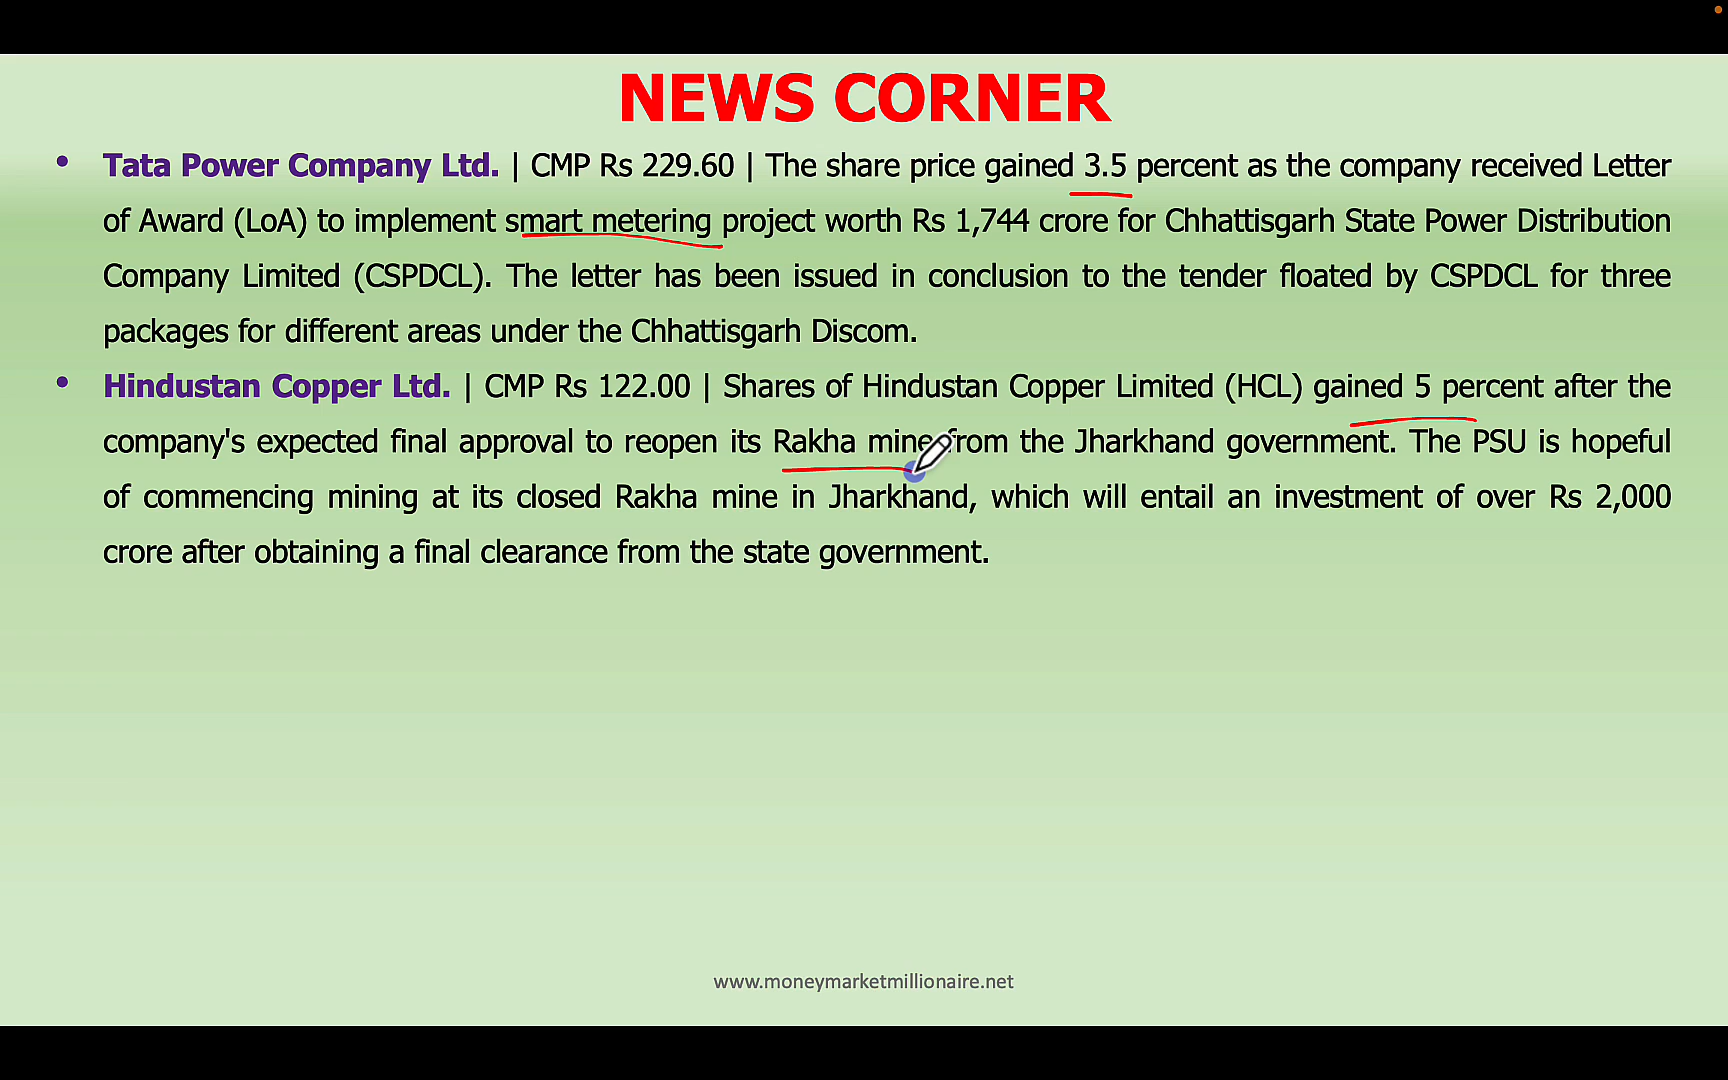 NEWS CORNER
• Tata Power Company Ltd. | CMP Rs 229.60 | The share price gained 3.5 percent as the company received Letter
of Award (LoA) to implement smart metering project worth Rs 1,744 crore for Chhattisgarh State Power Distribution
Company Limited (CSPDCL). The letter has been issued in conclusion to the tender floated by CSPDCL for three
packages for different areas under the Chhattisgarh Discom.
• Hindustan Copper Ltd. | CMP Rs 122.00 | Shares of Hindustan Copper Limited (HCL) gained 5 percent after the
company's expected final approval to reopen its Rakha mine from the Jharkhand government. The PSU is hopeful
of commencing mining at its closed Rakha mine in Jharkhand, which will entail an investment of over Rs 2,000
crore after obtaining a final clearance from the state government.
www.moneymarketmillionaire.net